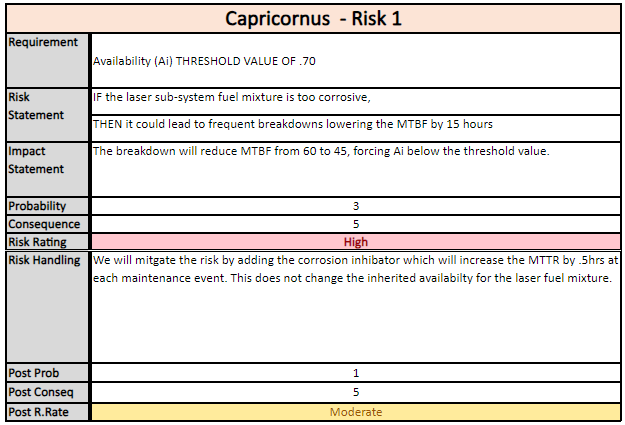 Capricornus - Risk 1
Requirement
Availability (Ai) THRESHOLD VALUE OF .70
Risk
Statement
IF the laser sub-system fuel mixture is too corrosive,
THEN it could lead to frequent breakdowns lowering the MTBF by 15 hours
Impact
Statement
The breakdown will reduce MTBF from 60 to 45, forcing Ai below the threshold value.
Probability
3
Consequence
5
Risk Rating
High
Risk Handling
We will mitgate the risk by adding the corrosion inhibator which will increase the MTTR by .5hrs at
each maintenance event. This does not change the inherited availabilty for the laser fuel mixture.
Post Prob
1
Post Conseq
5
Post R.Rate
Moderate